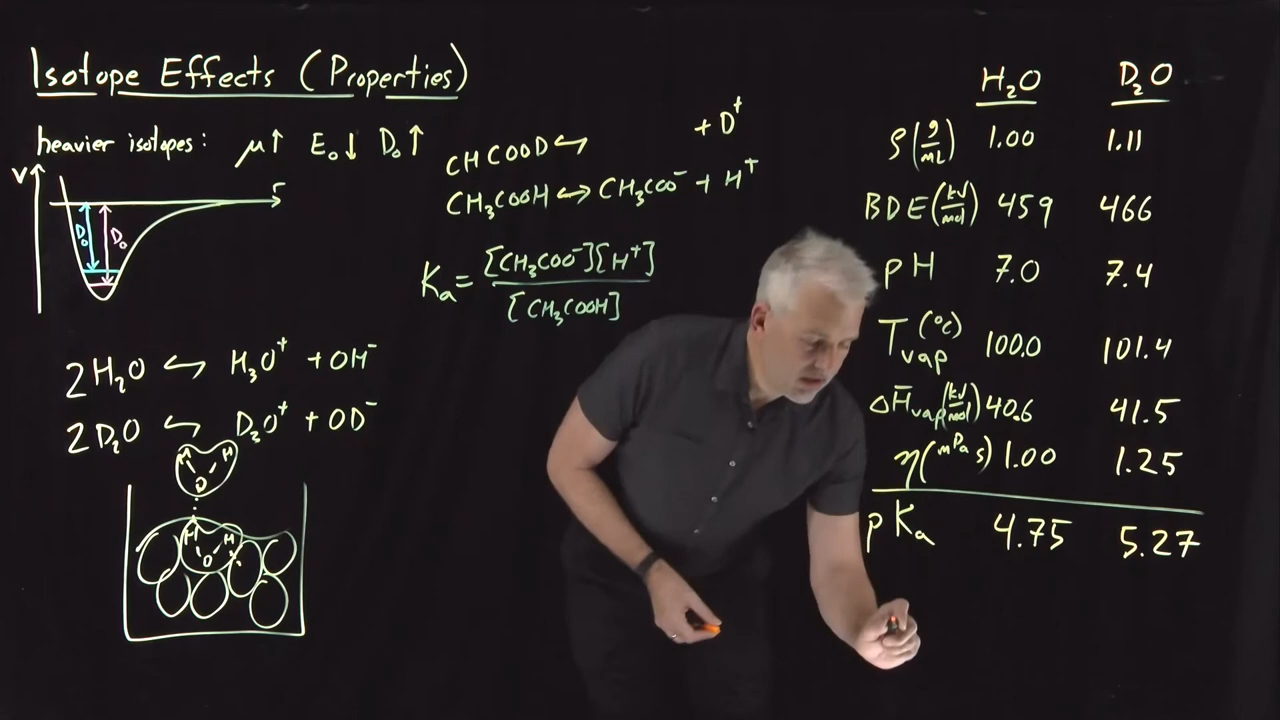 Isotope Effects (Properties)
heavier isotopes: μ↑ E₀↓ D₀↑
V
r
D₀ D₀
CHCOOD ↔ + D⁺
CH₃COOH ↔ CH₃COO⁻ + H⁺
Kₐ = [CH₃COO⁻][H⁺] / [CH₃COOH]
2H₂O ↔ H₃O⁺ + OH⁻
2D₂O ↔ D₃O⁺ + OD⁻
H H
O
H H
O
H₂O D₂O
ρ(g/mL) 1.00 1.11
BDE(kJ/mol) 459 466
pH 7.0 7.4
T_vap (°C) 100.0 101.4
ΔH̄_vap(kJ/mol) 40.6 41.5
η(mPa s) 1.00 1.25
pKₐ 4.75 5.27